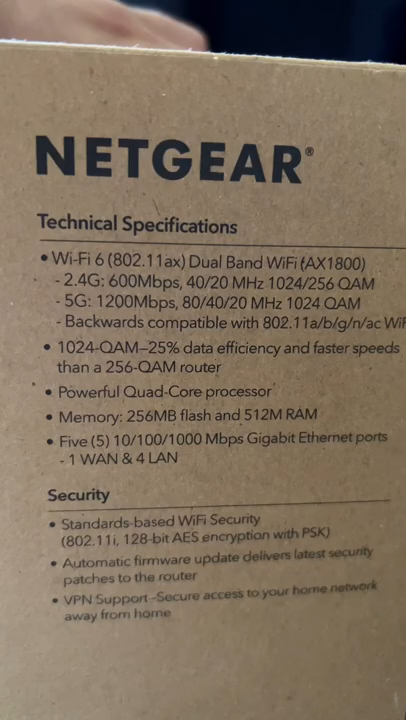 NETGEAR®
Technical Specifications
• Wi-Fi 6 (802.11ax) Dual Band WiFi (AX1800)
- 2.4G: 600Mbps, 40/20 MHz 1024/256 QAM
- 5G: 1200Mbps, 80/40/20 MHz 1024 QAM
- Backwards compatible with 802.11a/b/g/n/ac WiF
• 1024-QAM—25% data efficiency and faster speeds
than a 256-QAM router
• Powerful Quad-Core processor
• Memory: 256MB flash and 512M RAM
• Five (5) 10/100/1000 Mbps Gigabit Ethernet ports
- 1 WAN & 4 LAN
Security
• Standards-based WiFi Security
(802.11i, 128-bit AES encryption with PSK)
• Automatic firmware update delivers latest security
patches to the router
• VPN Support–Secure access to your home network
away from home